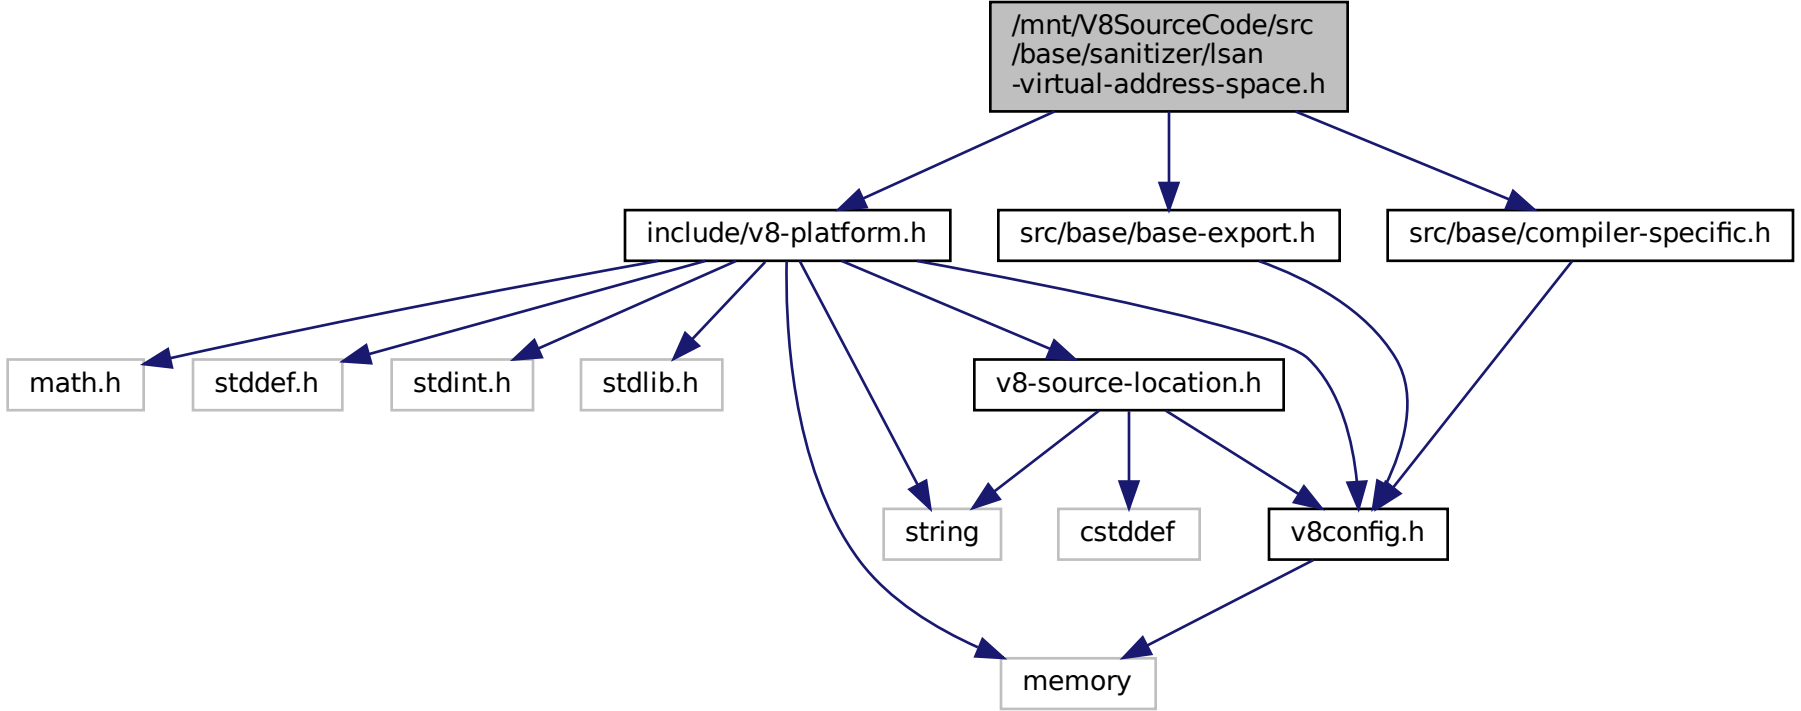 /mnt/V8SourceCode/src
/base/sanitizer/lsan
-virtual-address-space.h
include/v8-platform.h
src/base/base-export.h
src/base/compiler-specific.h
math.h
stddef.h
stdint.h
stdlib.h
v8-source-location.h
string
cstddef
v8config.h
memory